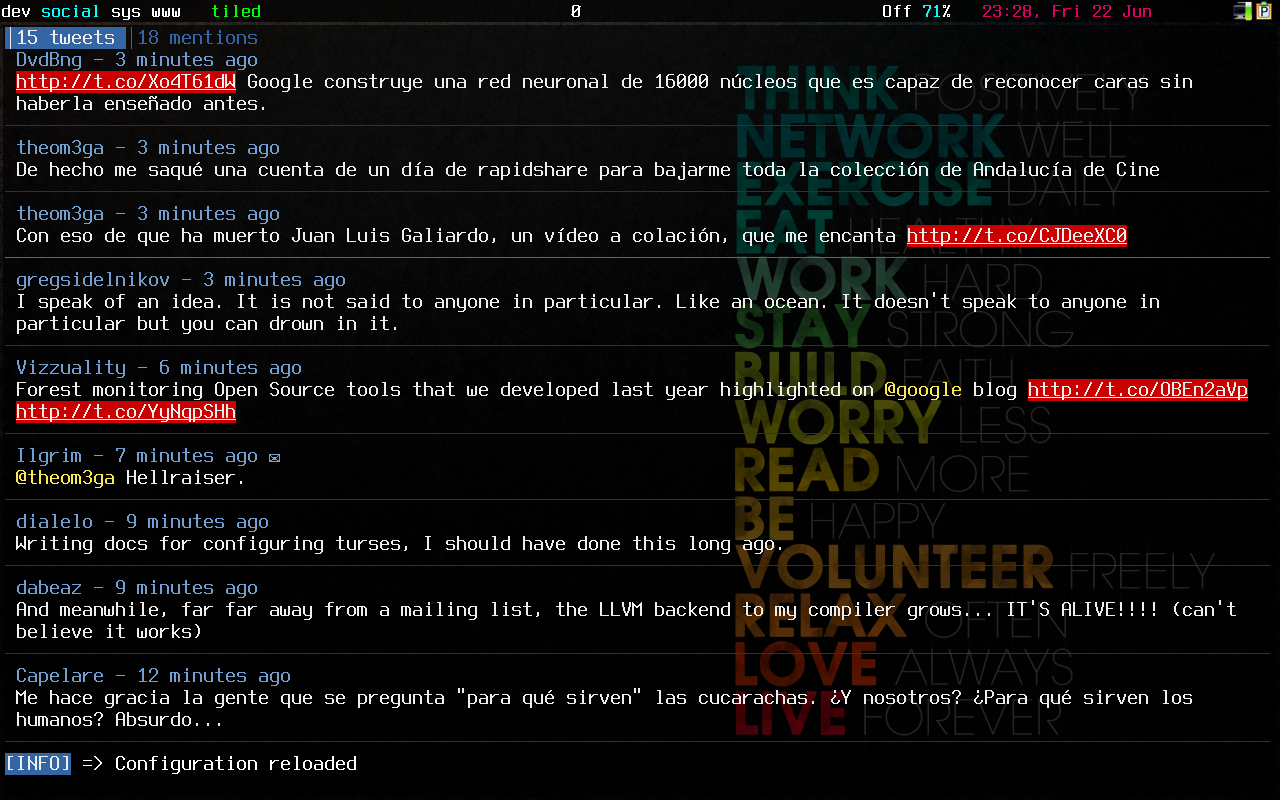 dev social sys www tiled 0 Off 71% 23:28, Fri 22 Jun
15 tweets 18 mentions
DvdBng - 3 minutes ago
http://t.co/Xo4T61dW Google construye una red neuronal de 16000 núcleos que es capaz de reconocer caras sin
haberla enseñado antes.
theom3ga - 3 minutes ago
De hecho me saqué una cuenta de un día de rapidshare para bajarme toda la colección de Andalucía de Cine
theom3ga - 3 minutes ago
Con eso de que ha muerto Juan Luis Galiardo, un vídeo a colación, que me encanta http://t.co/CJDeeXC0
gregsidelnikov - 3 minutes ago
I speak of an idea. It is not said to anyone in particular. Like an ocean. It doesn't speak to anyone in
particular but you can drown in it.
Vizzuality - 6 minutes ago
Forest monitoring Open Source tools that we developed last year highlighted on @google blog http://t.co/OBEn2aVp
http://t.co/YyNqpSHh
Ilgrim - 7 minutes ago ✉
@theom3ga Hellraiser.
dialelo - 9 minutes ago
Writing docs for configuring turses, I should have done this long ago.
dabeaz - 9 minutes ago
And meanwhile, far far away from a mailing list, the LLVM backend to my compiler grows... IT'S ALIVE!!!! (can't
believe it works)
Capelare - 12 minutes ago
Me hace gracia la gente que se pregunta "para qué sirven" las cucarachas. ¿Y nosotros? ¿Para qué sirven los
humanos? Absurdo...
[INFO] => Configuration reloaded
THINK POSITIVELY
NETWORK WELL
EXERCISE DAILY
EAT HEALTHY
WORK HARD
STAY STRONG
BUILD FAITH
WORRY LESS
READ MORE
BE HAPPY
VOLUNTEER FREELY
RELAX OFTEN
LOVE ALWAYS
LIVE FOREVER